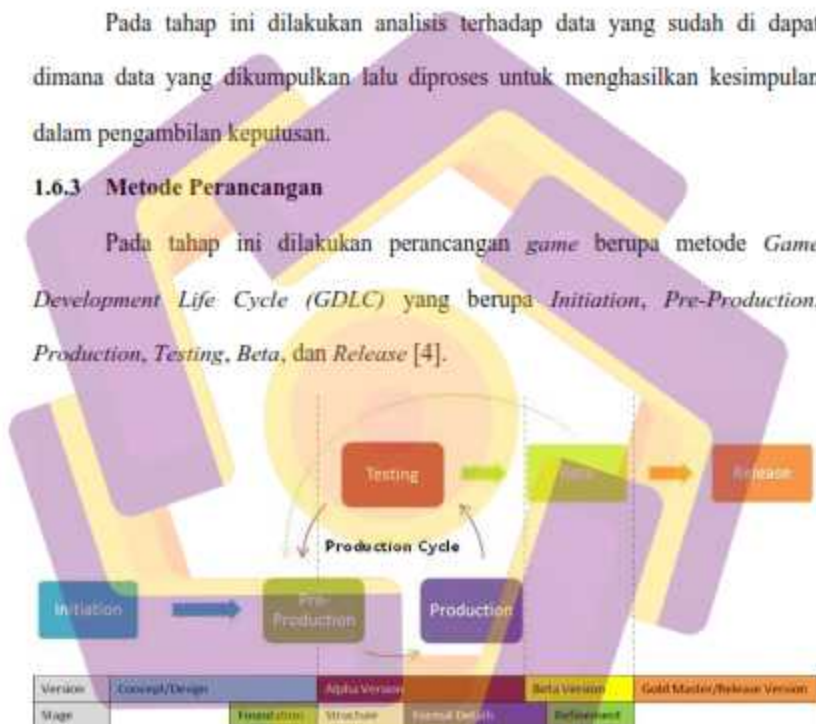 Pada tahap ini dilakukan analisis terhadap data yang sudah di dapat
dimana data yang dikumpulkan lalu diproses untuk menghasilkan kesimpulan
dalam pengambilan keputusan.
1.6.3 Metode Perancangan
Pada tahap ini dilakukan perancangan game berupa metode Game
Development Life Cycle (GDLC) yang berupa Initiation, Pre-Production,
Production, Testing, Beta, dan Release [4].
Testing Beta Release
Production Cycle
Initiation Pre-Production Production
Version Concept/Design Alpha Version Beta Version Gold Master/Release Version
Stage Foundation Structure Formal Details Refinement